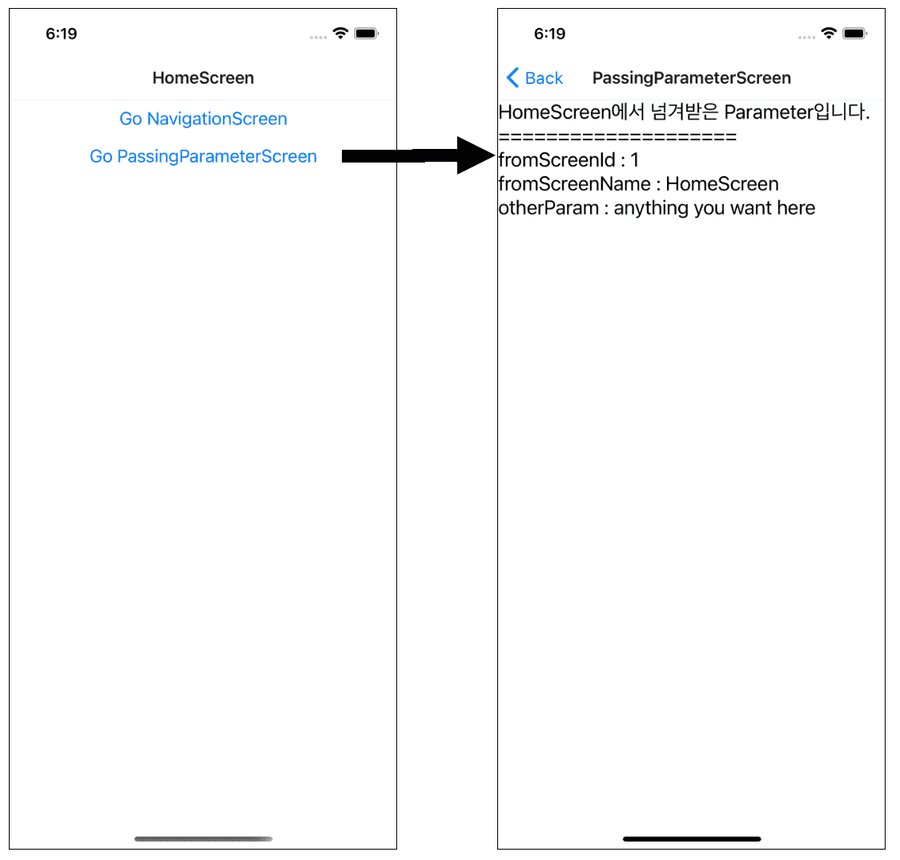 6:19
HomeScreen
Go NavigationScreen
Go PassingParameterScreen
6:19
Back
PassingParameterScreen
HomeScreen에서 넘겨받은 Parameter입니다.
====================
fromScreenId : 1
fromScreenName : HomeScreen
otherParam : anything you want here